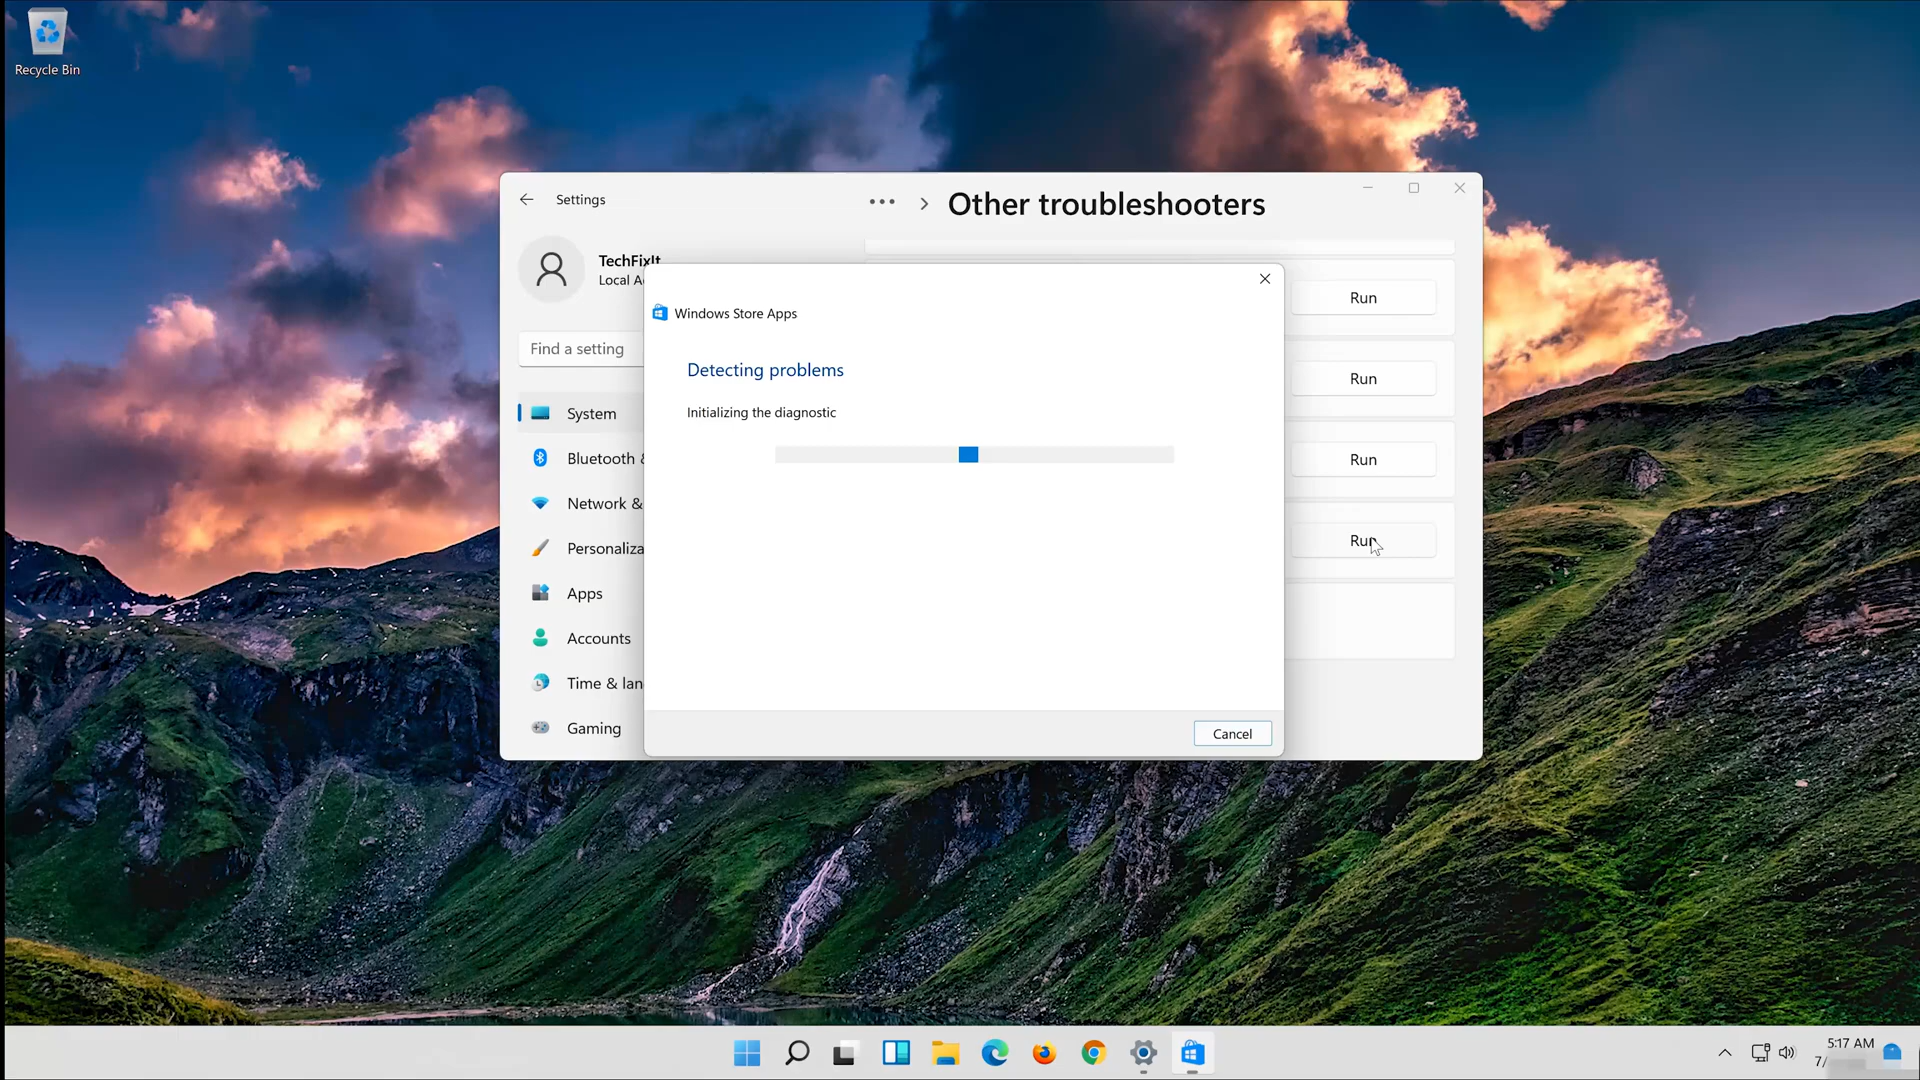 Recycle Bin
Settings
Other troubleshooters
TechFixIt
Local A
Run
Windows Store Apps
Find a setting
Detecting problems
Run
System
Initializing the diagnostic
Bluetooth &
Run
Network &
Personaliza
Run
Apps
Accounts
Time & lan
Gaming
Cancel
5:17 AM
7/